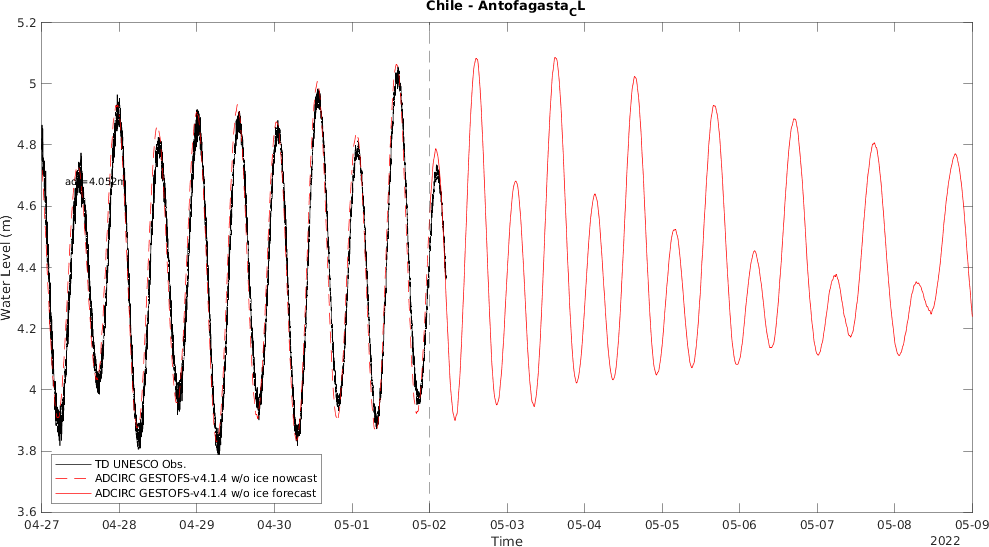 Chile - Antofagasta_CL
Water Level (m)
5.2
5
4.8
4.6
4.4
4.2
4
3.8
3.6
TD UNESCO Obs.
ADCIRC GESTOFS-v4.1.4 w/o ice nowcast
ADCIRC GESTOFS-v4.1.4 w/o ice forecast
04-27 04-28 04-29 04-30 05-01 05-02 05-03 05-04 05-05 05-06 05-07 05-08 05-09
Time
2022